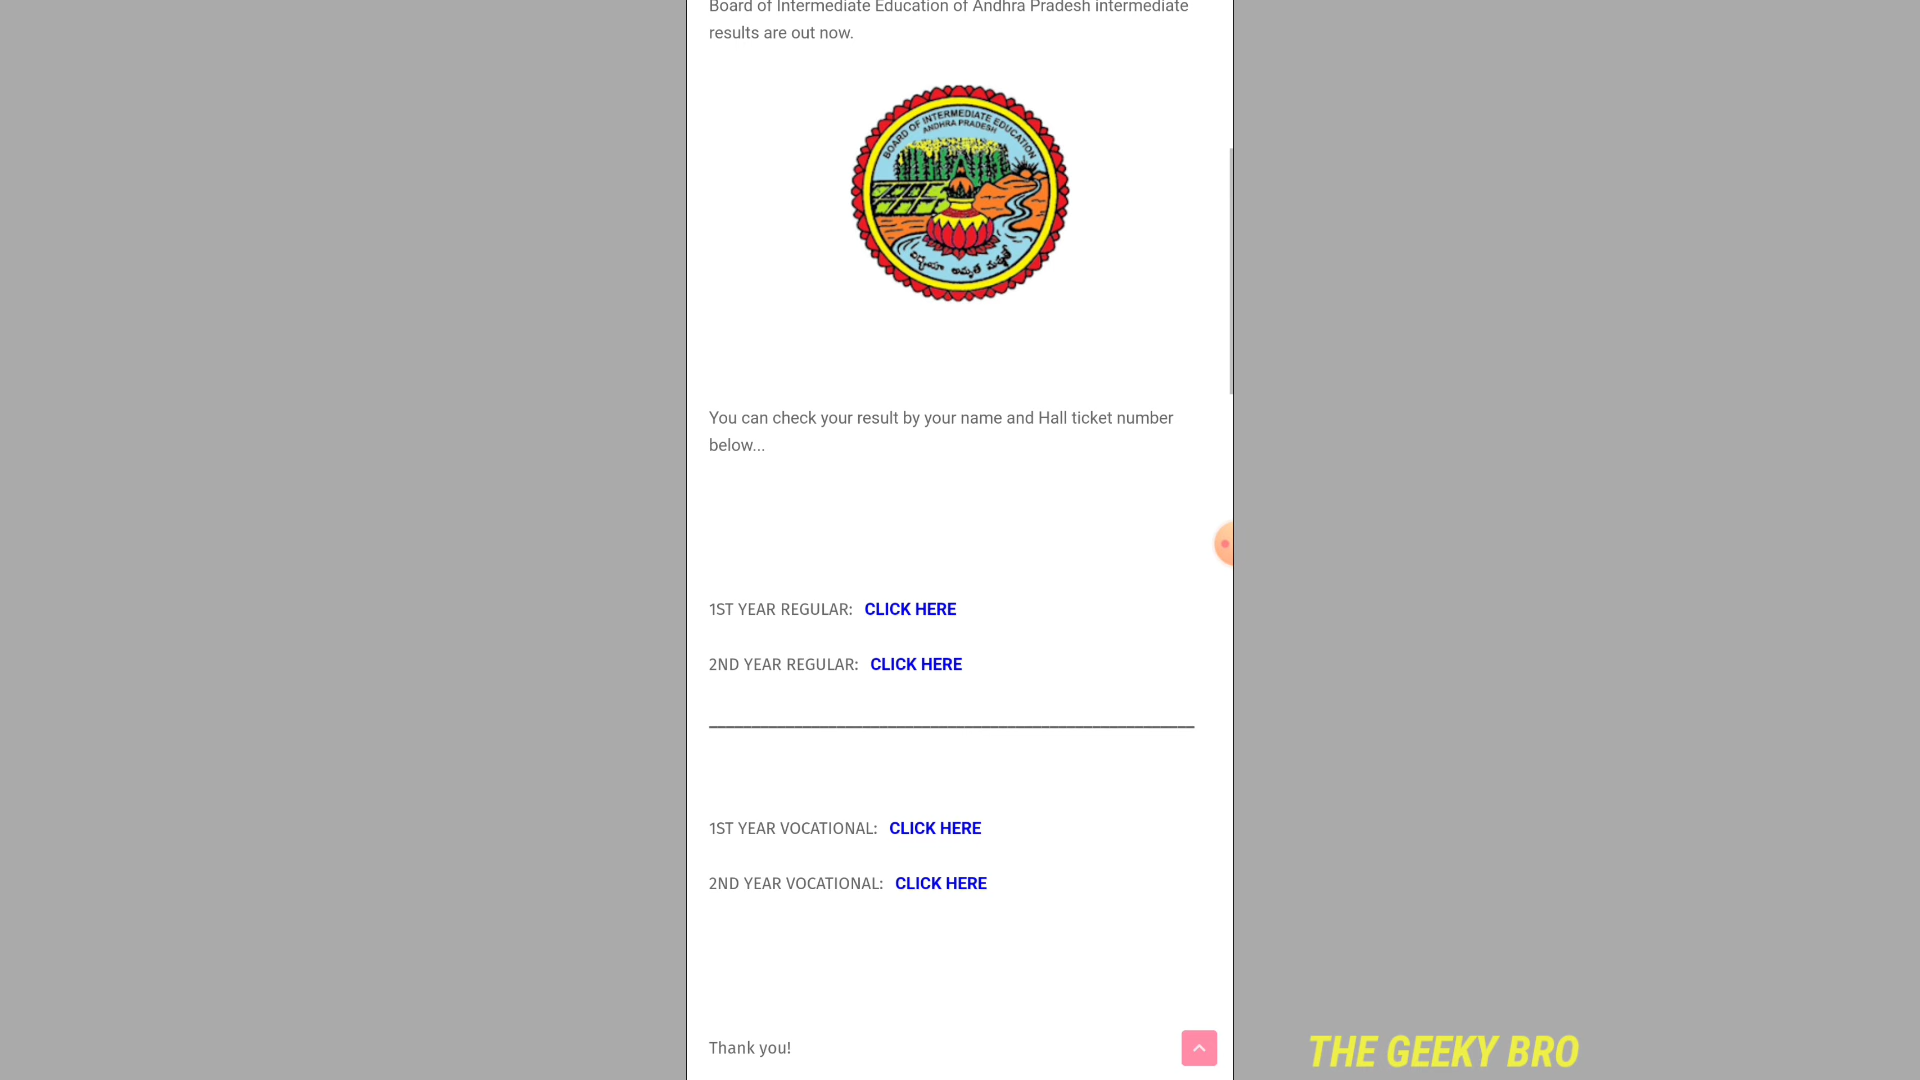 Board of Intermediate Education of Andhra Pradesh intermediate
results are out now.
BOARD OF INTERMEDIATE EDUCATION
ANDHRA PRADESH
You can check your result by your name and Hall ticket number
below...
1ST YEAR REGULAR: CLICK HERE
2ND YEAR REGULAR: CLICK HERE
1ST YEAR VOCATIONAL: CLICK HERE
2ND YEAR VOCATIONAL: CLICK HERE
Thank you!
THE GEEKY BRO